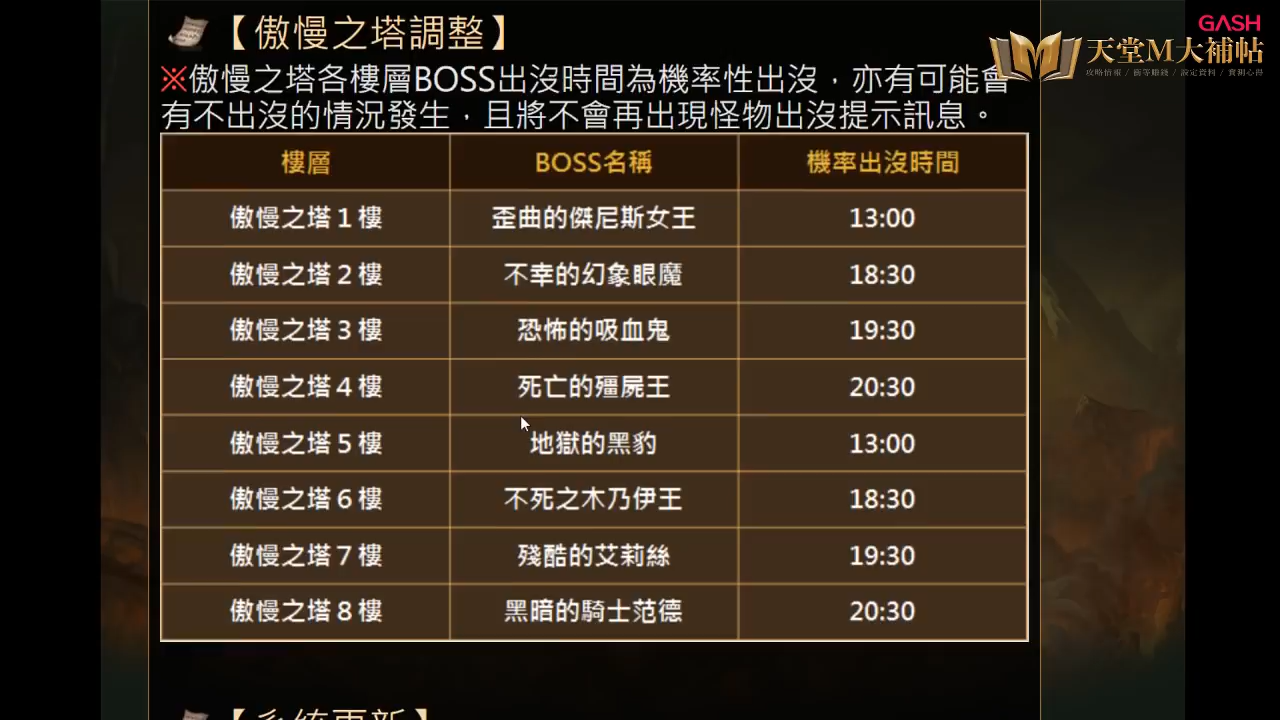 【傲慢之塔調整】
GASH
天堂M大補帖
※傲慢之塔各樓層BOSS出沒時間為機率性出沒，亦有可能會
有不出沒的情況發生，且將不會再出現怪物出沒提示訊息。
樓層 BOSS名稱 機率出沒時間
傲慢之塔1樓 歪曲的傑尼斯女王 13:00
傲慢之塔2樓 不幸的幻象眼魔 18:30
傲慢之塔3樓 恐怖的吸血鬼 19:30
傲慢之塔4樓 死亡的殭屍王 20:30
傲慢之塔5樓 地獄的黑豹 13:00
傲慢之塔6樓 不死之木乃伊王 18:30
傲慢之塔7樓 殘酷的艾莉絲 19:30
傲慢之塔8樓 黑暗的騎士范德 20:30
【系統更新】